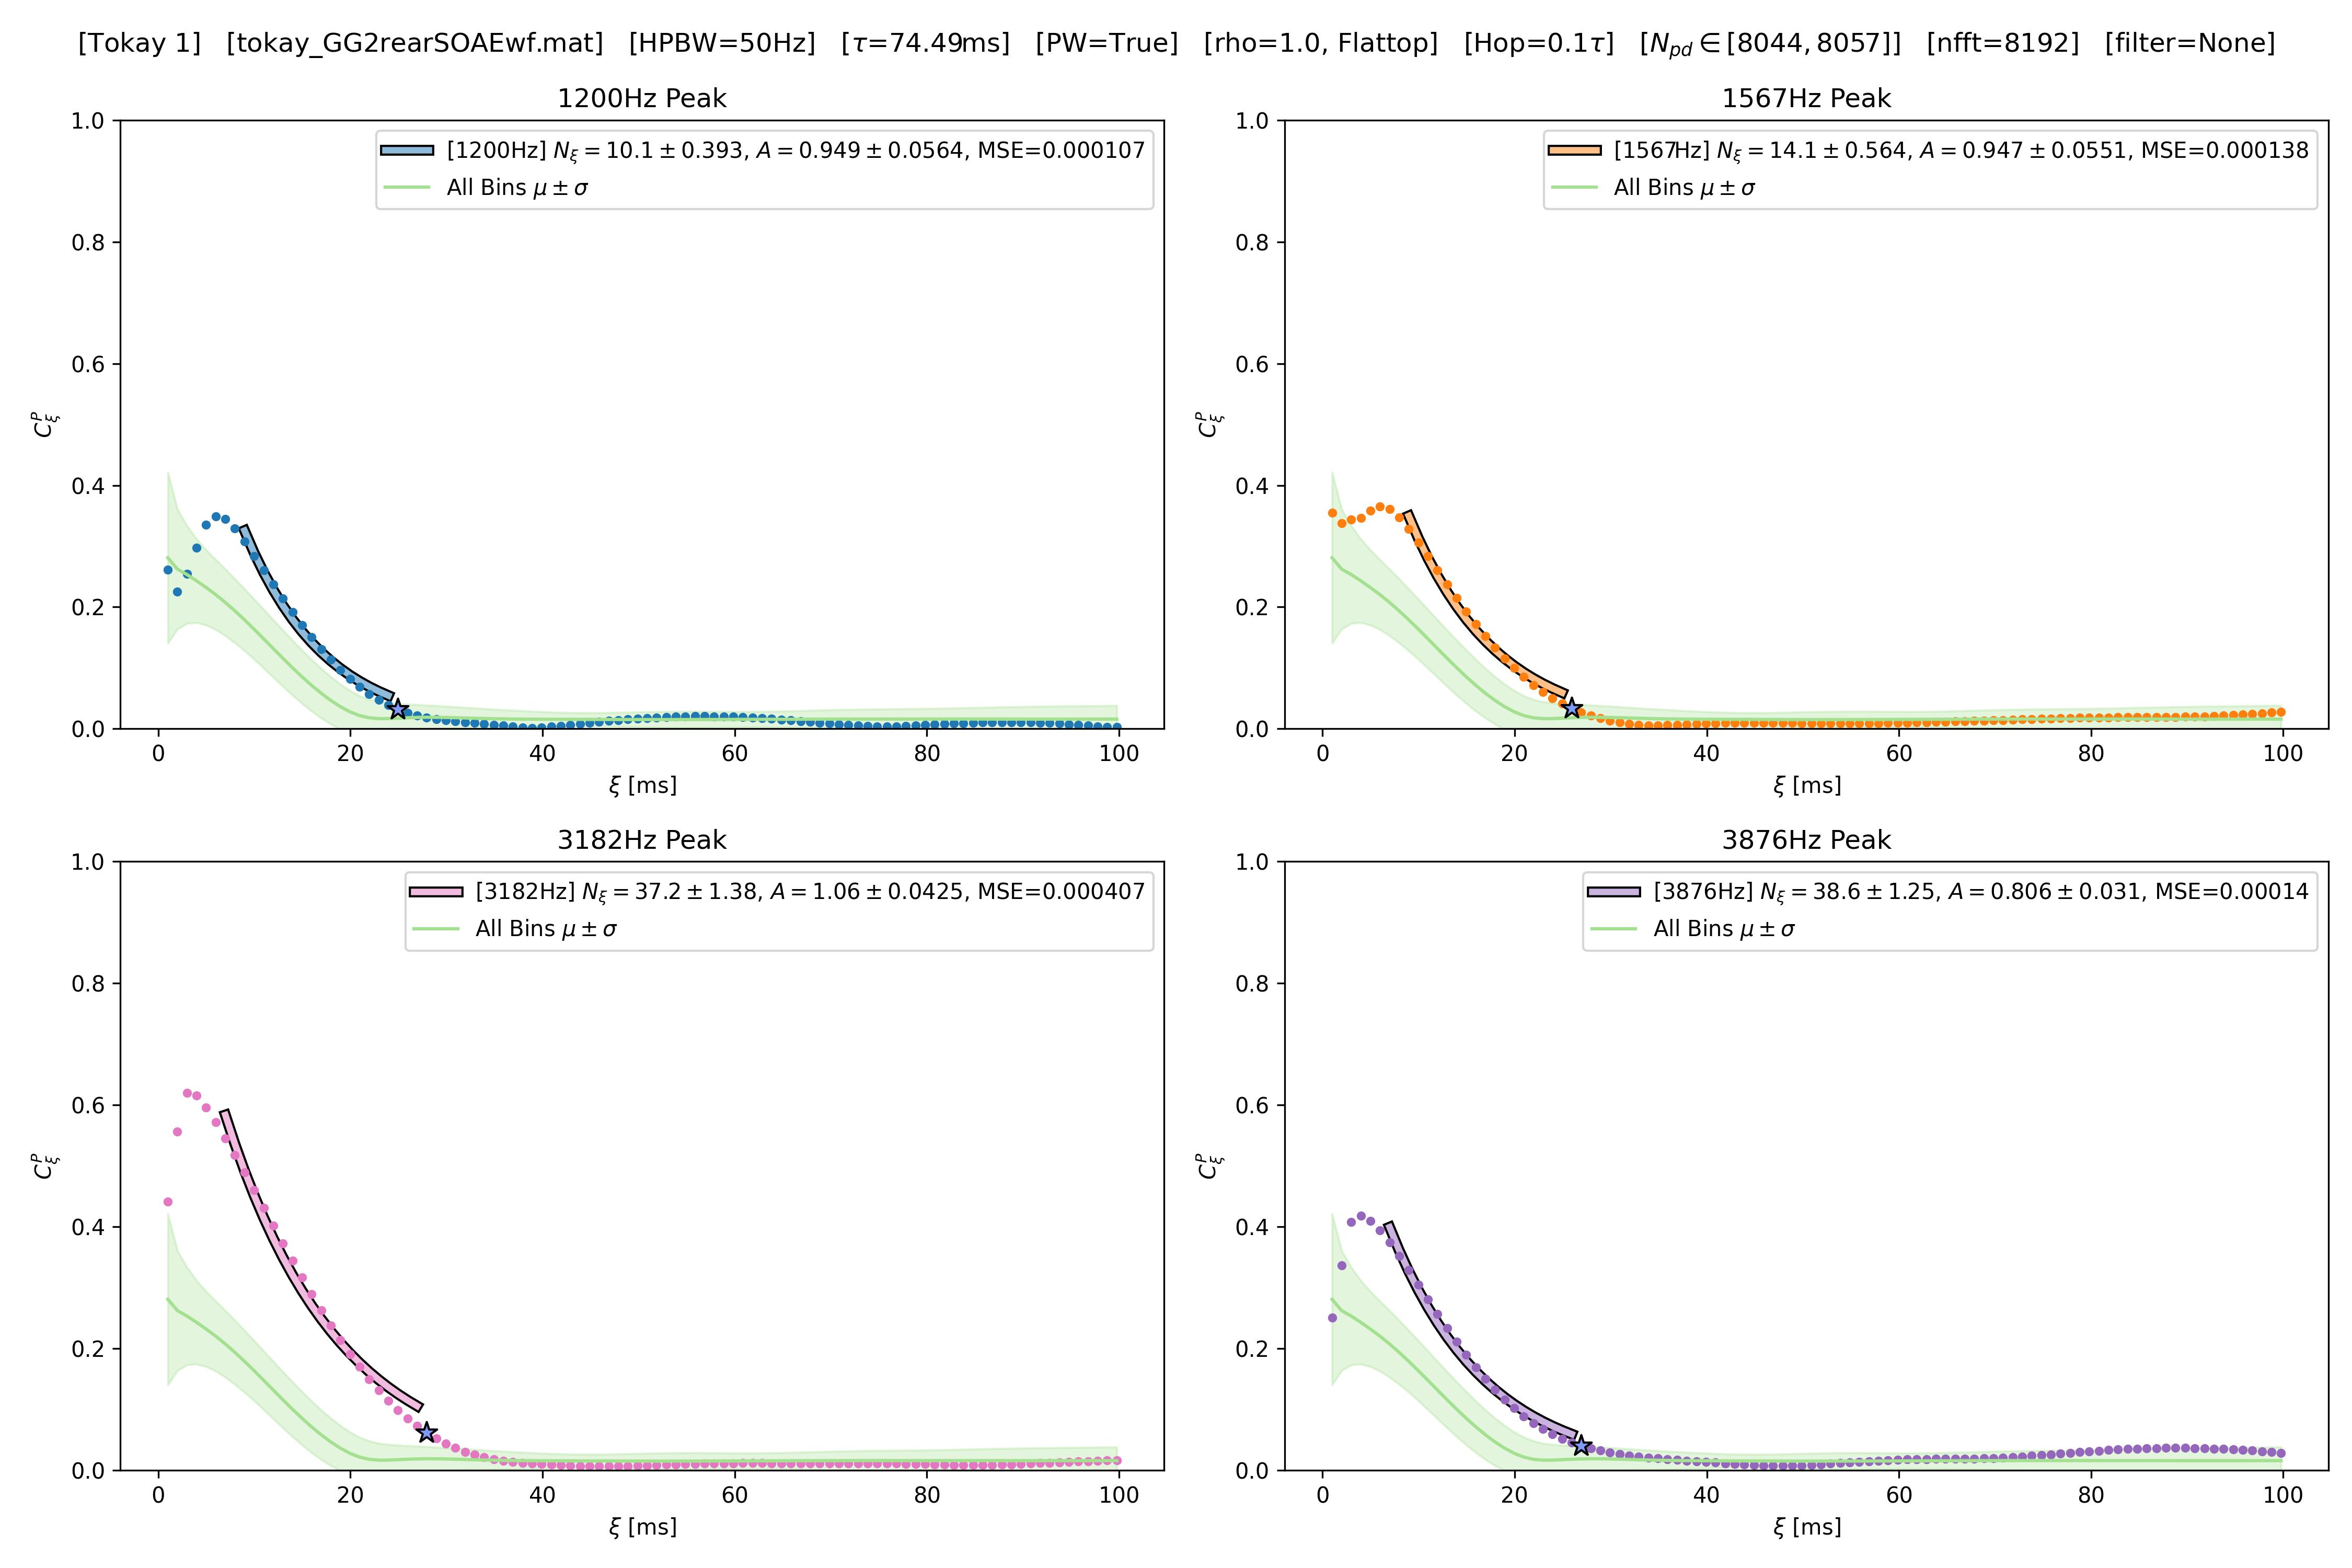 [Tokay 1] [tokay_GG2rearSOAEwf.mat] [HPBW=50Hz] [τ=74.49ms] [PW=True] [rho=1.0, Flattop] [Hop=0.1τ] [N_pd ∈ [8044, 8057]] [nfft=8192] [filter=None]
1200Hz Peak
[1200Hz] N_ξ = 10.1 ± 0.393, A = 0.949 ± 0.0564, MSE=0.000107
All Bins μ ± σ
1.0
0.8
0.6
0.4
0.2
0.0
C_ξ^P
0 20 40 60 80 100
ξ [ms]
1567Hz Peak
[1567Hz] N_ξ = 14.1 ± 0.564, A = 0.947 ± 0.0551, MSE=0.000138
All Bins μ ± σ
1.0
0.8
0.6
0.4
0.2
0.0
C_ξ^P
0 20 40 60 80 100
ξ [ms]
3182Hz Peak
[3182Hz] N_ξ = 37.2 ± 1.38, A = 1.06 ± 0.0425, MSE=0.000407
All Bins μ ± σ
1.0
0.8
0.6
0.4
0.2
0.0
C_ξ^P
0 20 40 60 80 100
ξ [ms]
3876Hz Peak
[3876Hz] N_ξ = 38.6 ± 1.25, A = 0.806 ± 0.031, MSE=0.00014
All Bins μ ± σ
1.0
0.8
0.6
0.4
0.2
0.0
C_ξ^P
0 20 40 60 80 100
ξ [ms]